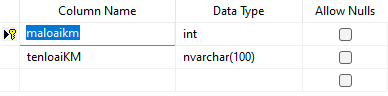 Column Name Data Type Allow Nulls
maloaikm int
tenloaiKM nvarchar(100)